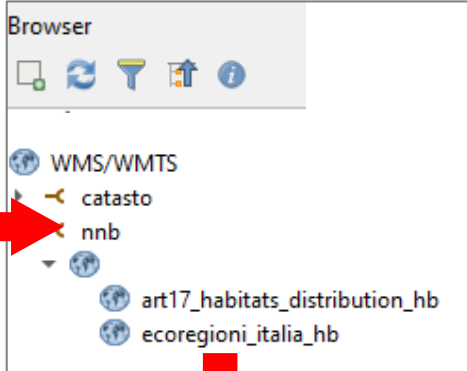 Browser
WMS/WMTS
catasto
nnb
art17_habitats_distribution_hb
ecoregioni_italia_hb